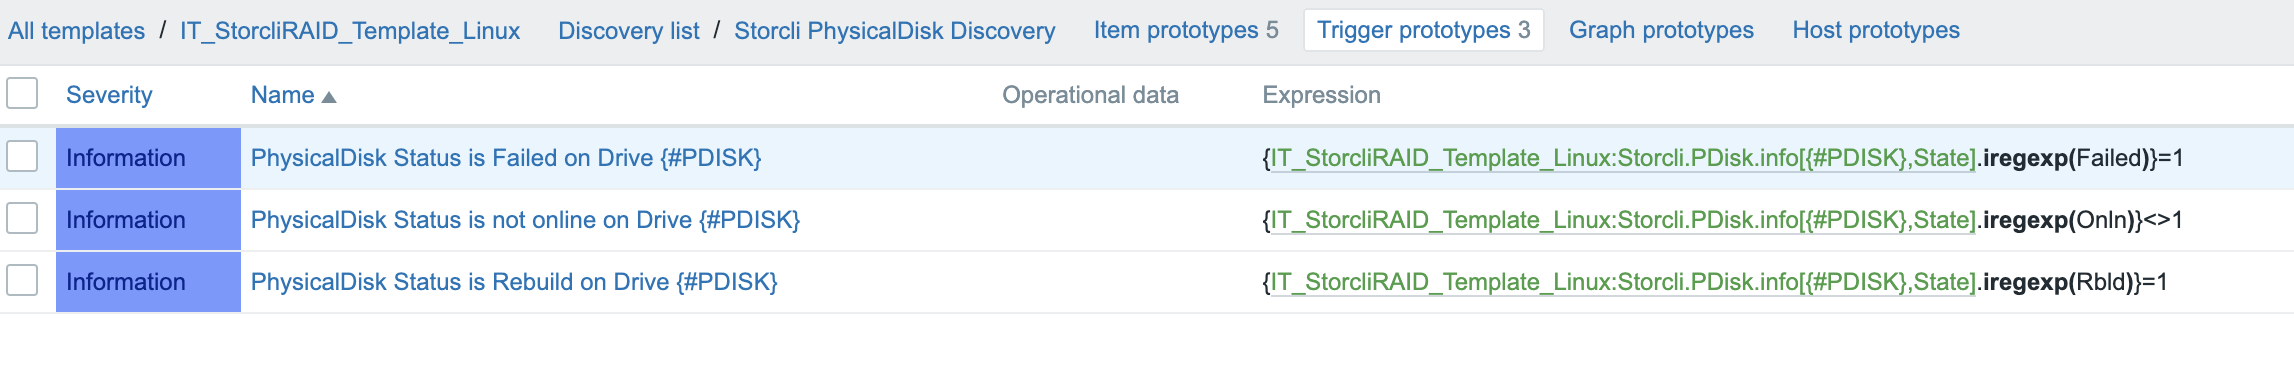 All templates / IT_StorcliRAID_Template_Linux Discovery list / Storcli PhysicalDisk Discovery Item prototypes 5 Trigger prototypes 3 Graph prototypes Host prototypes
Severity Name Operational data Expression
Information PhysicalDisk Status is Failed on Drive {#PDISK} {IT_StorcliRAID_Template_Linux:Storcli.PDisk.info[{#PDISK},State].iregexp(Failed)}=1
Information PhysicalDisk Status is not online on Drive {#PDISK} {IT_StorcliRAID_Template_Linux:Storcli.PDisk.info[{#PDISK},State].iregexp(Onln)}<>1
Information PhysicalDisk Status is Rebuild on Drive {#PDISK} {IT_StorcliRAID_Template_Linux:Storcli.PDisk.info[{#PDISK},State].iregexp(Rbld)}=1